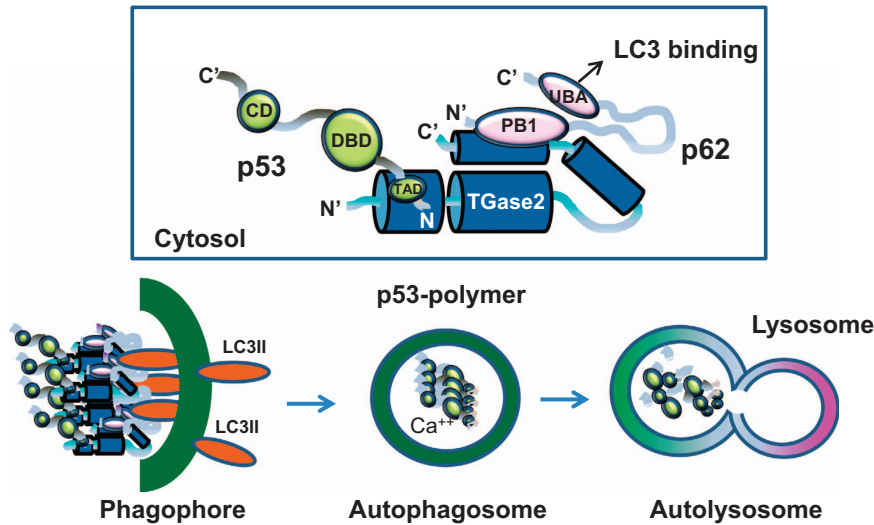 LC3 binding
C’
UBA
C’
CD
N’
PB1
C’
DBD
p62
p53
TAD
TGase2
N’
N
Cytosol
p53-polymer
Lysosome
LC3II
Ca⁺⁺
LC3II
Phagophore
Autophagosome
Autolysosome